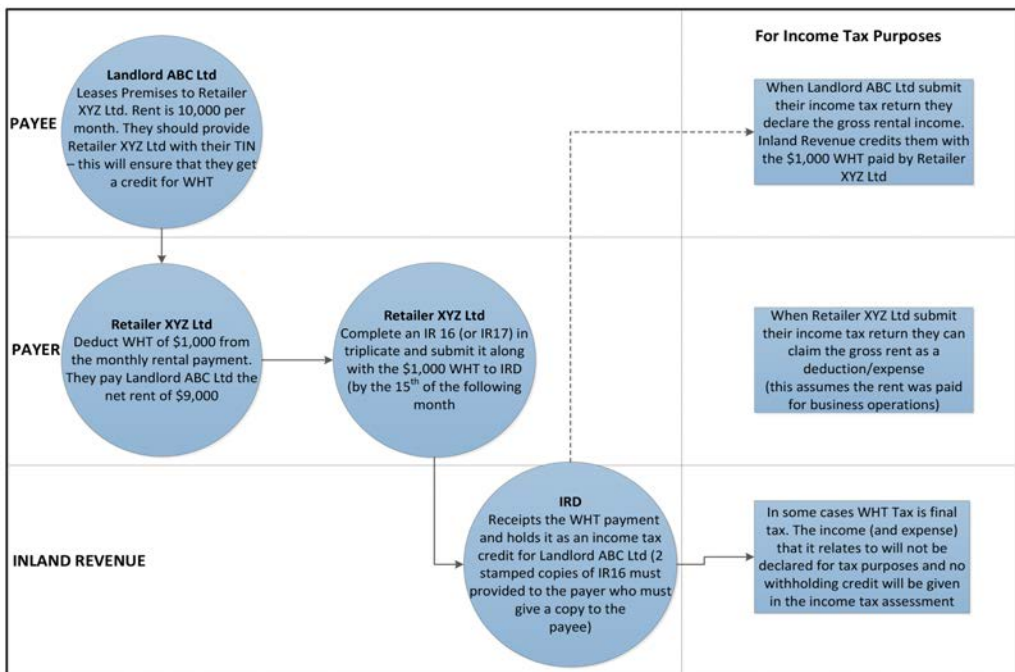 For Income Tax Purposes
PAYEE
Landlord ABC Ltd
Leases Premises to Retailer
XYZ Ltd. Rent is 10,000 per
month. They should provide
Retailer XYZ Ltd with their TIN
– this will ensure that they get
a credit for WHT
When Landlord ABC Ltd submit
their income tax return they
declare the gross rental income.
Inland Revenue credits them with
the $1,000 WHT paid by Retailer
XYZ Ltd
PAYER
Retailer XYZ Ltd
Deduct WHT of $1,000 from
the monthly rental payment.
They pay Landlord ABC Ltd the
net rent of $9,000
Retailer XYZ Ltd
Complete an IR 16 (or IR17) in
triplicate and submit it along
with the $1,000 WHT to IRD
(by the 15th of the following
month
When Retailer XYZ Ltd submit
their income tax return they can
claim the gross rent as a
deduction/expense
(this assumes the rent was paid
for business operations)
INLAND REVENUE
IRD
Receipts the WHT payment and
holds it as an income tax
credit for Landlord ABC Ltd (2
stamped copies of IR16 must
provided to the payer who must
give a copy to the
payee)
In some cases WHT Tax is final
tax. The income (and expense)
that it relates to will not be
declared for tax purposes and no
withholding credit will be given
in the income tax assessment